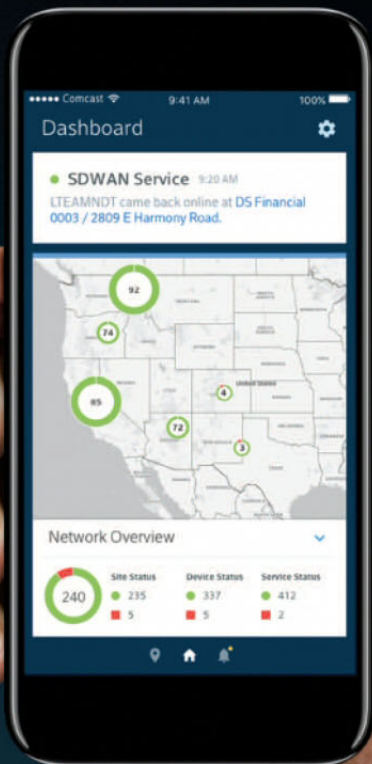 Comcast
9:41 AM
100%
Dashboard
SDWAN Service 9:20 AM
LTEAMNDT came back online at DS Financial
0003 / 2809 E Harmony Road.
92
74
85
72
4
United States
3
Network Overview
240
Site Status
235
5
Device Status
337
5
Service Status
412
2